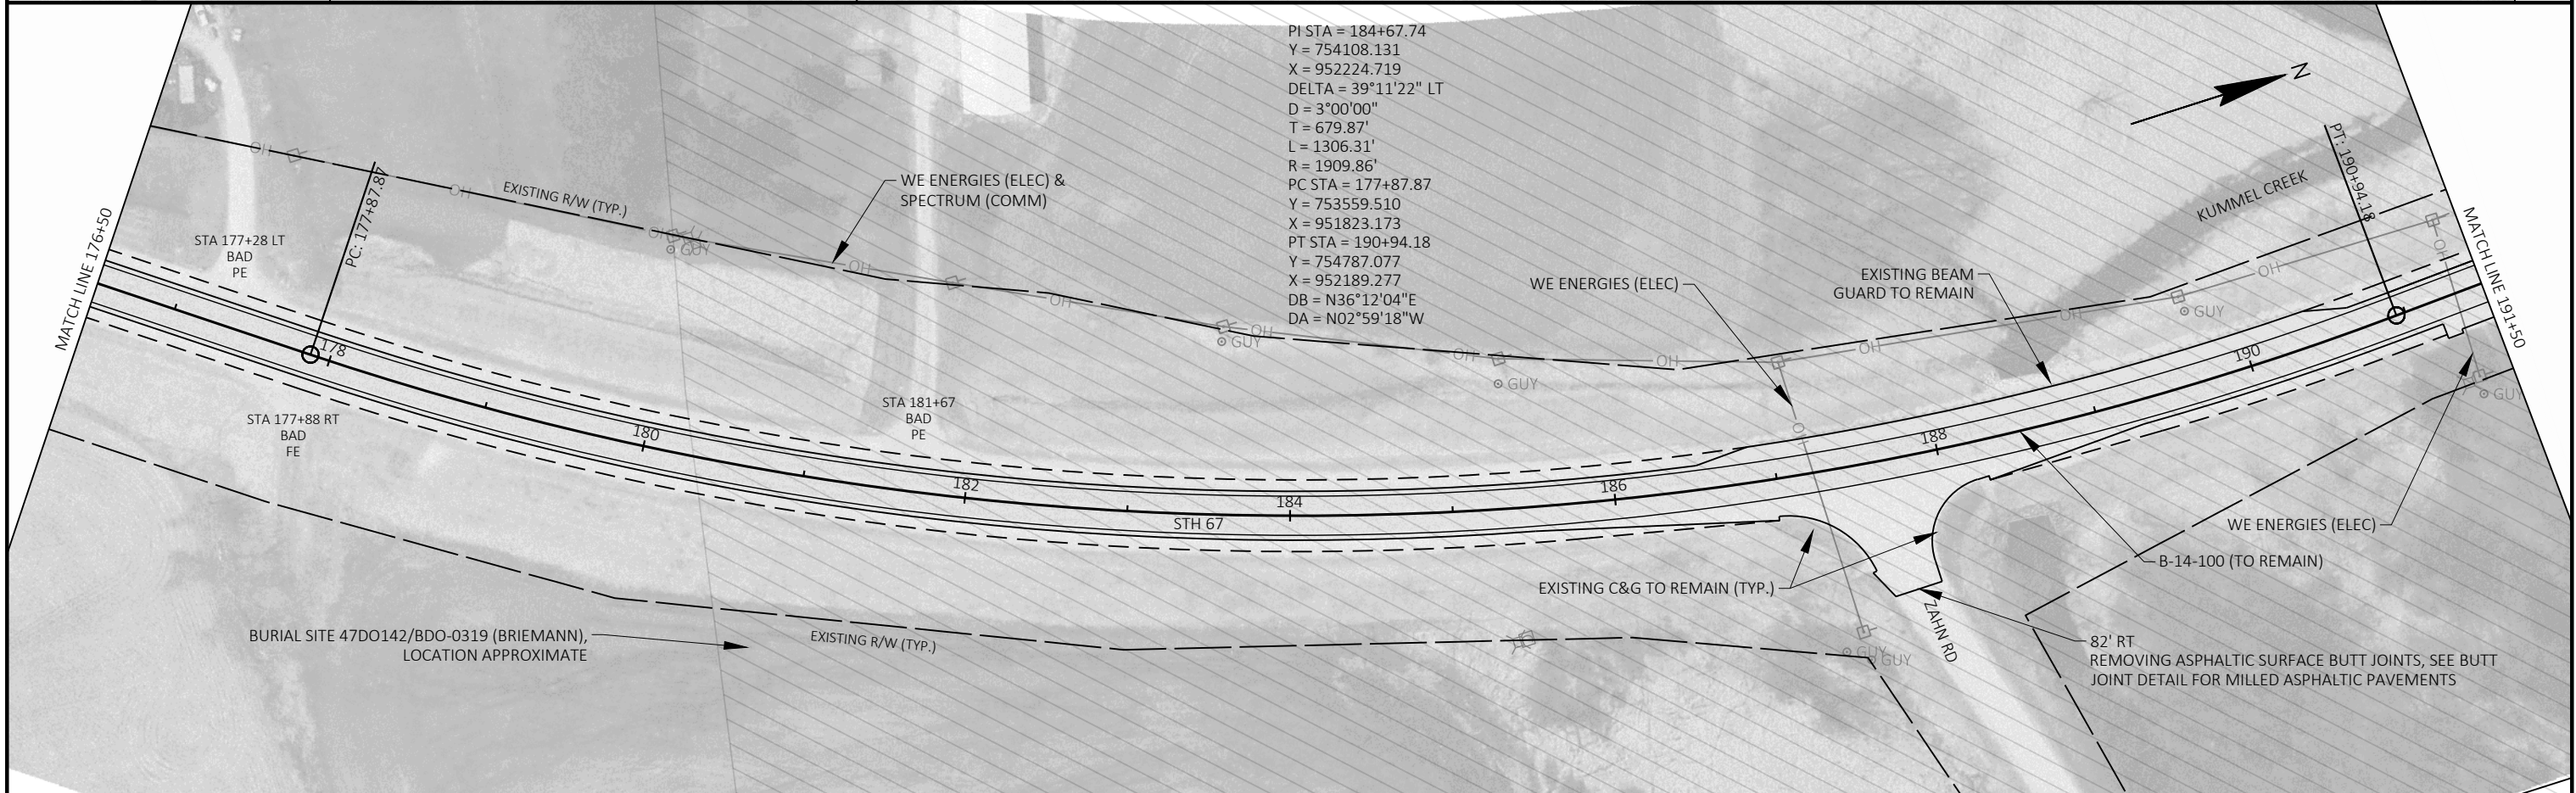 PI STA = 184+67.74
Y = 754108.131
X = 952224.719
DELTA = 39°11'22" LT
D = 3°00'00"
T = 679.87'
L = 1306.31'
R = 1909.86'
PC STA = 177+87.87
Y = 753559.510
X = 951823.173
PT STA = 190+94.18
Y = 754787.077
X = 952189.277
DB = N36°12'04"E
DA = N02°59'18"W
N
MATCH LINE 176+50
OH
PC: 177+87.87
OH
EXISTING R/W (TYP.)
OH
GUY
WE ENERGIES (ELEC) &
SPECTRUM (COMM)
OH
OH
OH
GUY
OH
GUY
OH
WE ENERGIES (ELEC)
OH
EXISTING BEAM
GUARD TO REMAIN
OH
KUMMEL CREEK
GUY
OH
PT: 190+94.18
OH
MATCH LINE 191+50
GUY
STA 177+28 LT
BAD
PE
STA 177+88 RT
BAD
FE
STA 181+67
BAD
PE
178
180
182
184
186
188
190
STH 67
OH
WE ENERGIES (ELEC)
B-14-100 (TO REMAIN)
EXISTING C&G TO REMAIN (TYP.)
ZAHN RD
GUY
GUY
82' RT
REMOVING ASPHALTIC SURFACE BUTT JOINTS, SEE BUTT
JOINT DETAIL FOR MILLED ASPHALTIC PAVEMENTS
BURIAL SITE 47DO142/BDO-0319 (BRIEMANN),
LOCATION APPROXIMATE
EXISTING R/W (TYP.)